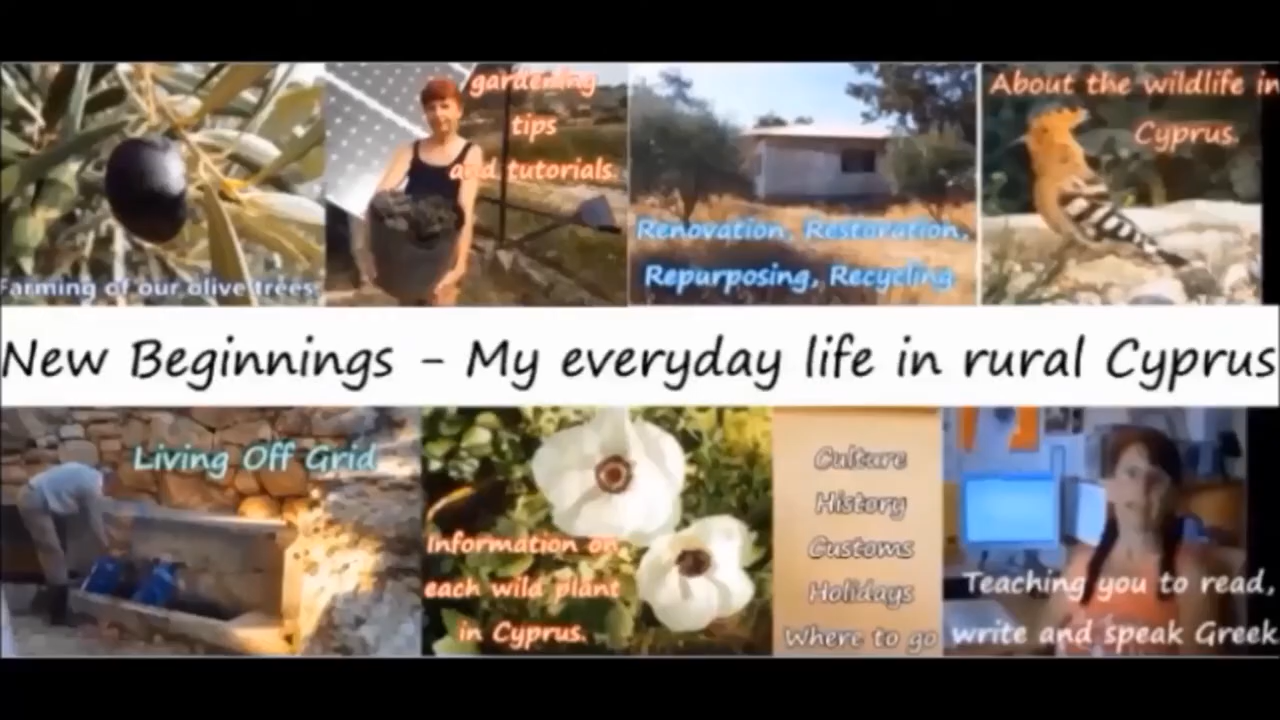 Farming of our olive trees.
gardening
tips
and tutorials.
Renovation, Restoration,
Repurposing, Recycling
About the wildlife in
Cyprus.
New Beginnings - My everyday life in rural Cyprus
Living Off Grid
Information on
each wild plant
in Cyprus.
Culture
History
Customs
Holidays
Where to go
Teaching you to read,
write and speak Greek